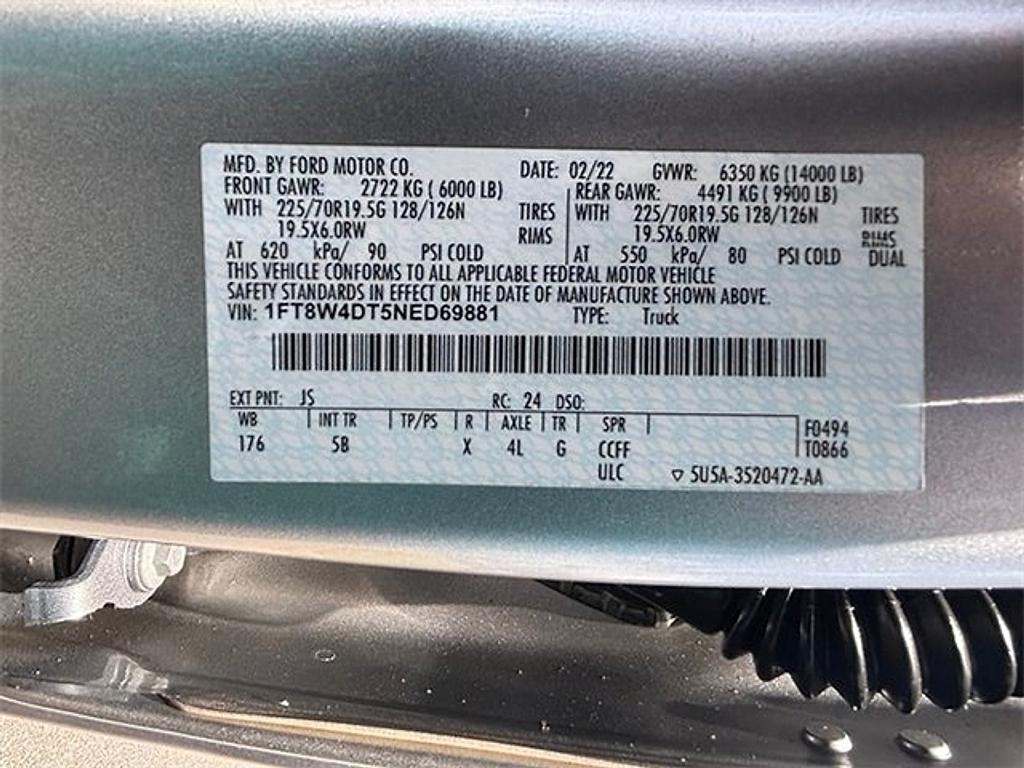 MFD. BY FORD MOTOR CO. DATE: 02/22 GVWR: 6350 KG (14000 LB)
FRONT GAWR: 2722 KG ( 6000 LB) REAR GAWR: 4491 KG ( 9900 LB)
WITH 225/70R19.5G 128/126N TIRES WITH 225/70R19.5G 128/126N TIRES
19.5X6.0RW RIMS 19.5X6.0RW RIMS
AT 620 kPa/ 90 PSI COLD AT 550 kPa/ 80 PSI COLD DUAL
THIS VEHICLE CONFORMS TO ALL APPLICABLE FEDERAL MOTOR VEHICLE
SAFETY STANDARDS IN EFFECT ON THE DATE OF MANUFACTURE SHOWN ABOVE.
VIN: 1FT8W4DT5NED69881 TYPE: Truck
EXT PNT: JS RC: 24 DSO:
WB INT TR TP/PS R AXLE TR SPR F0494
176 5B X 4L G CCFF T0866
ULC 5U5A-3520472-AA